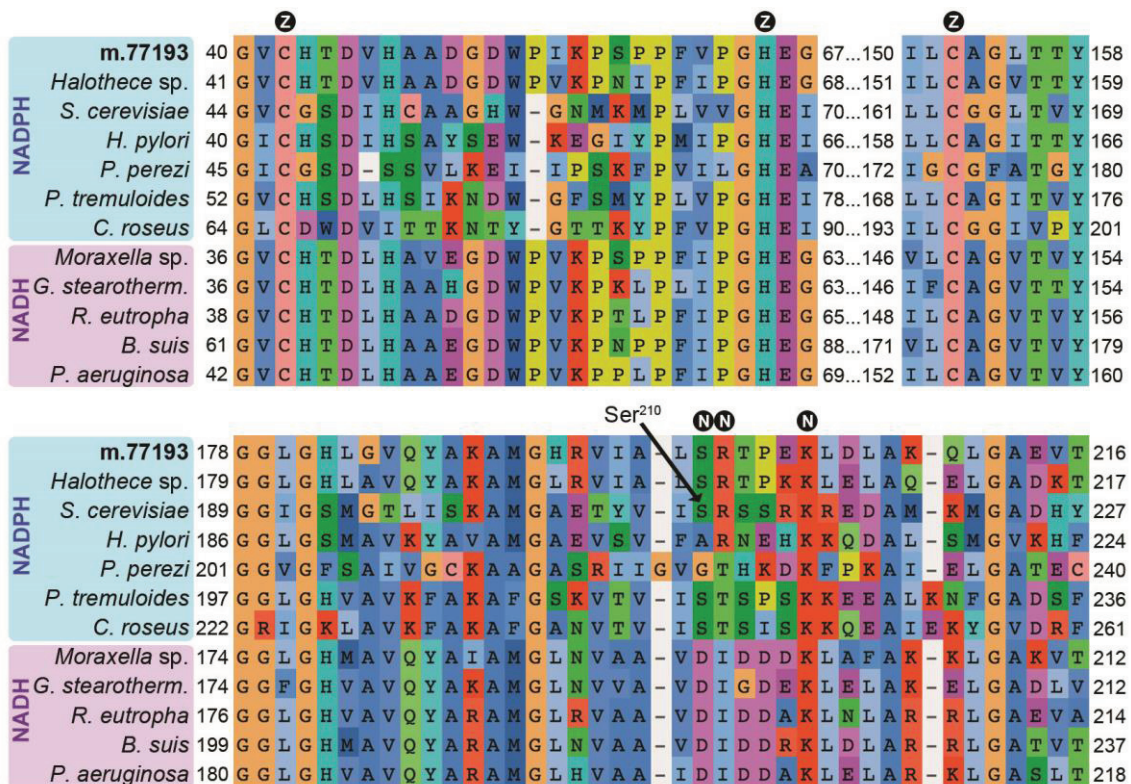 Z Z Z
m.77193 40 G V C H T D V H A A D G D W P I K P S P P F V P G H E G 67...150 I L C A G L T T Y 158
Halothece sp. 41 G V C H T D V H A A D G D W P V K P N I P F I P G H E G 68...151 I L C A G V T T Y 159
S. cerevisiae 44 G V C G S D I H C A A G H W - G N M K M P L V V G H E I 70...161 L L C G G L T V Y 169
H. pylori 40 G I C H S D I H S A Y S E W - K E G I Y P M I P G H E I 66...158 L L C A G I T T Y 166
P. perezi 45 G I C G S D - S S V L K E I - I P S K F P V I L G H E A 70...172 I G C G F A T G Y 180
P. tremuloides 52 G V C H S D L H S I K N D W - G F S M Y P L V P G H E I 78...168 L L C A G I T V Y 176
C. roseus 64 G L C D W D V I T T K N T Y - G T T K Y P F V P G H E I 90...193 I L C G G I V P Y 201
NADPH
Moraxella sp. 36 G V C H T D L H A V E G D W P V K P S P P F I P G H E G 63...146 V L C A G V T V Y 154
G. stearotherm. 36 G V C H T D L H A A H G D W P V K P K L P L I P G H E G 63...146 I F C A G V T T Y 154
R. eutropha 38 G V C H T D L H A A E G D W P V K P T L P F I P G H E G 65...148 I L C A G V T V Y 156
B. suis 61 G V C H T D L H A A E G D W P V K P N P P F I P G H E G 88...171 V L C A G V T V Y 179
P. aeruginosa 42 G V C H T D L H A A E G D W P V K P P L P F I P G H E G 69...152 I L C A G V T V Y 160
NADH
Ser210 N N N
m.77193 178 G G L G H L G V Q Y A K A M G H R V I A - L S R T P E K L D L A K - Q L G A E V T 216
Halothece sp. 179 G G L G H L A V Q Y A K A M G L R V I A - I S R T P K K L E L A Q - E L G A D K T 217
S. cerevisiae 189 G G I G S M G T L I S K A M G A E T Y V - I S R S S R K R E D A M - K M G A D H Y 227
H. pylori 186 G G L G S M A V K Y A V A M G A E V S V - F A R N E H K K Q D A L - S M G V K H F 224
P. perezi 201 G G V G F S A I V G C K A A G A S R I I G V G T H K D K F P K A I - E L G A T E C 240
P. tremuloides 197 G G L G H V A V K F A K A F G S K V T V - I S T S P S K K E E A L K N F G A D S F 236
C. roseus 222 G R I G K L A V K F A K A F G A N V T V - I S T S I S K K Q E A I E K Y G V D R F 261
NADPH
Moraxella sp. 174 G G L G H M A V Q Y A I A M G L N V A A - V D I D D D K L A F A K - K L G A K V T 212
G. stearotherm. 174 G G F G H V A V Q Y A K A M G L N V V A - V D I G D E K L E L A K - E L G A D L V 212
R. eutropha 176 G G L G H V A V Q Y A R A M G L R V A A - V D I D D A K L N L A R - R L G A E V A 214
B. suis 199 G G L G H M A V Q Y A R A M G L N V A A - V D I D D R K L D L A R - R L G A T V T 237
P. aeruginosa 180 G G L G H V A V Q Y A R A M G L H V A A - I D I D D A K L E L A R - K L G A S L T 218
NADH